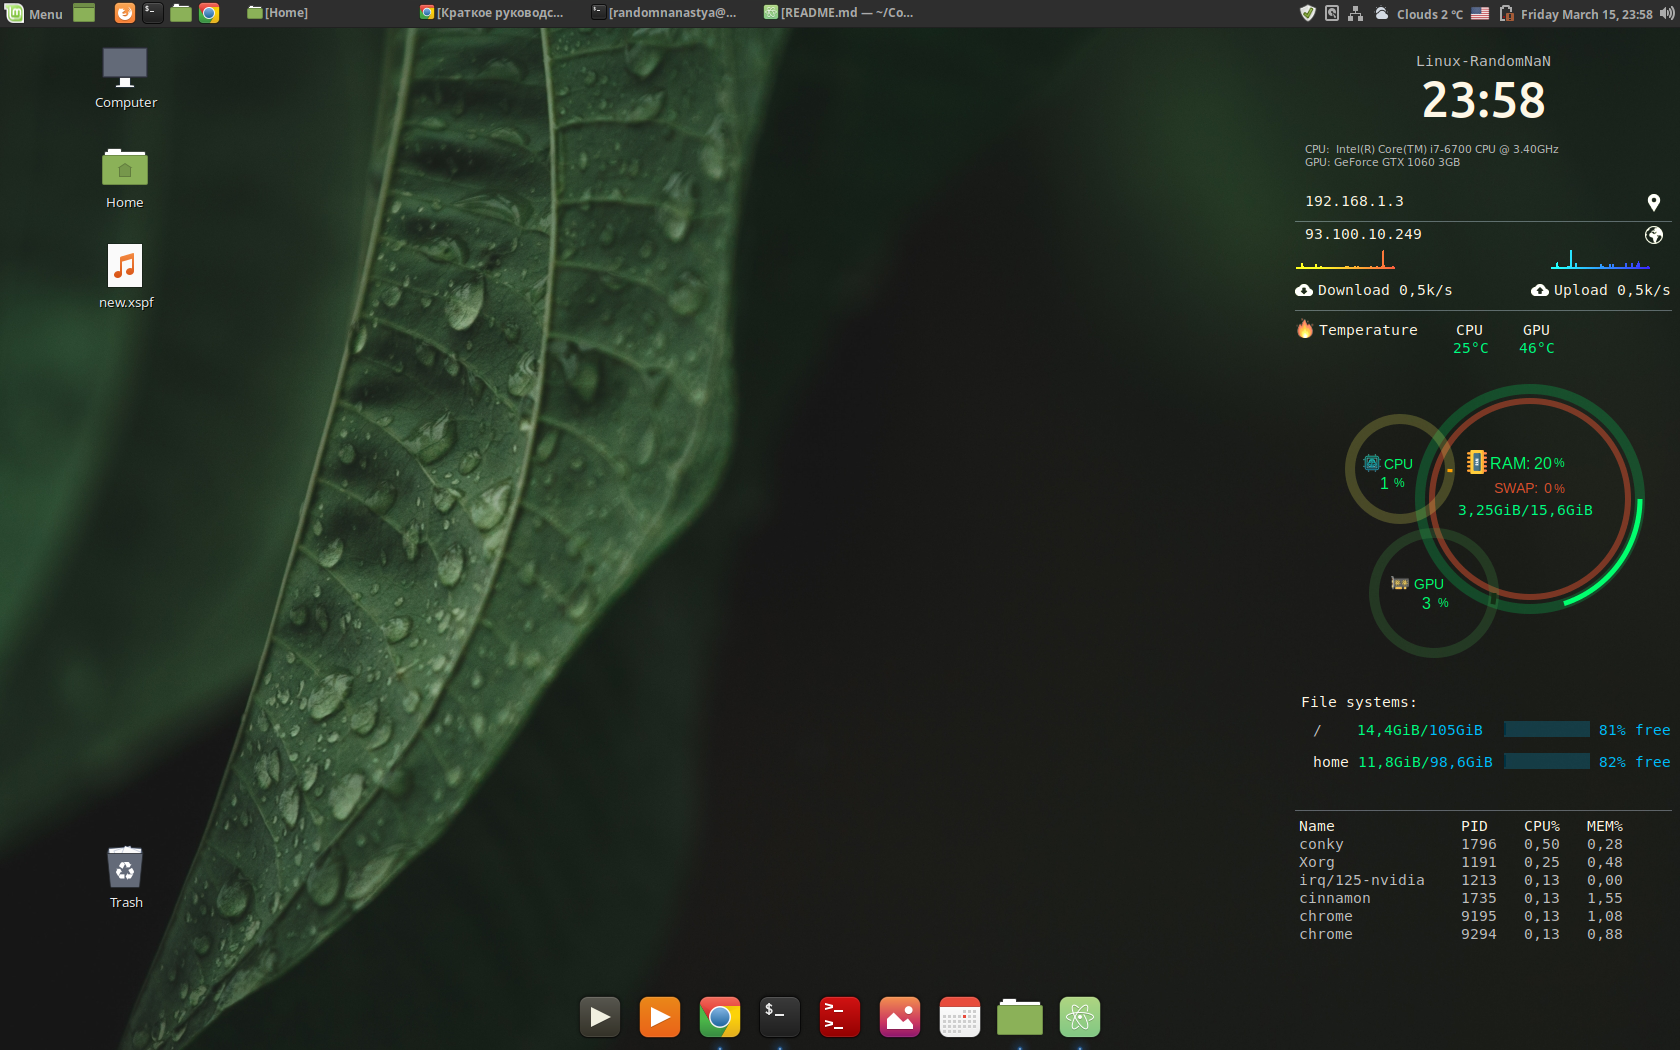 Menu
[Home]
[Краткое руководс...
[randomnanastya@...
[README.md — ~/Co...
Clouds 2 °C
Friday March 15, 23:58
Computer
Home
new.xspf
Trash
Linux-RandomNaN
23:58
CPU: Intel(R) Core(TM) i7-6700 CPU @ 3.40GHz
GPU: GeForce GTX 1060 3GB
192.168.1.3
93.100.10.249
Download 0,5k/s Upload 0,5k/s
Temperature CPU GPU
25°C 46°C
CPU
1 %
RAM: 20 %
SWAP: 0 %
3,25GiB/15,6GiB
GPU
3 %
File systems:
/ 14,4GiB/105GiB 81% free
home 11,8GiB/98,6GiB 82% free
Name PID CPU% MEM%
conky 1796 0,50 0,28
Xorg 1191 0,25 0,48
irq/125-nvidia 1213 0,13 0,00
cinnamon 1735 0,13 1,55
chrome 9195 0,13 1,08
chrome 9294 0,13 0,88
$_
>_
>_